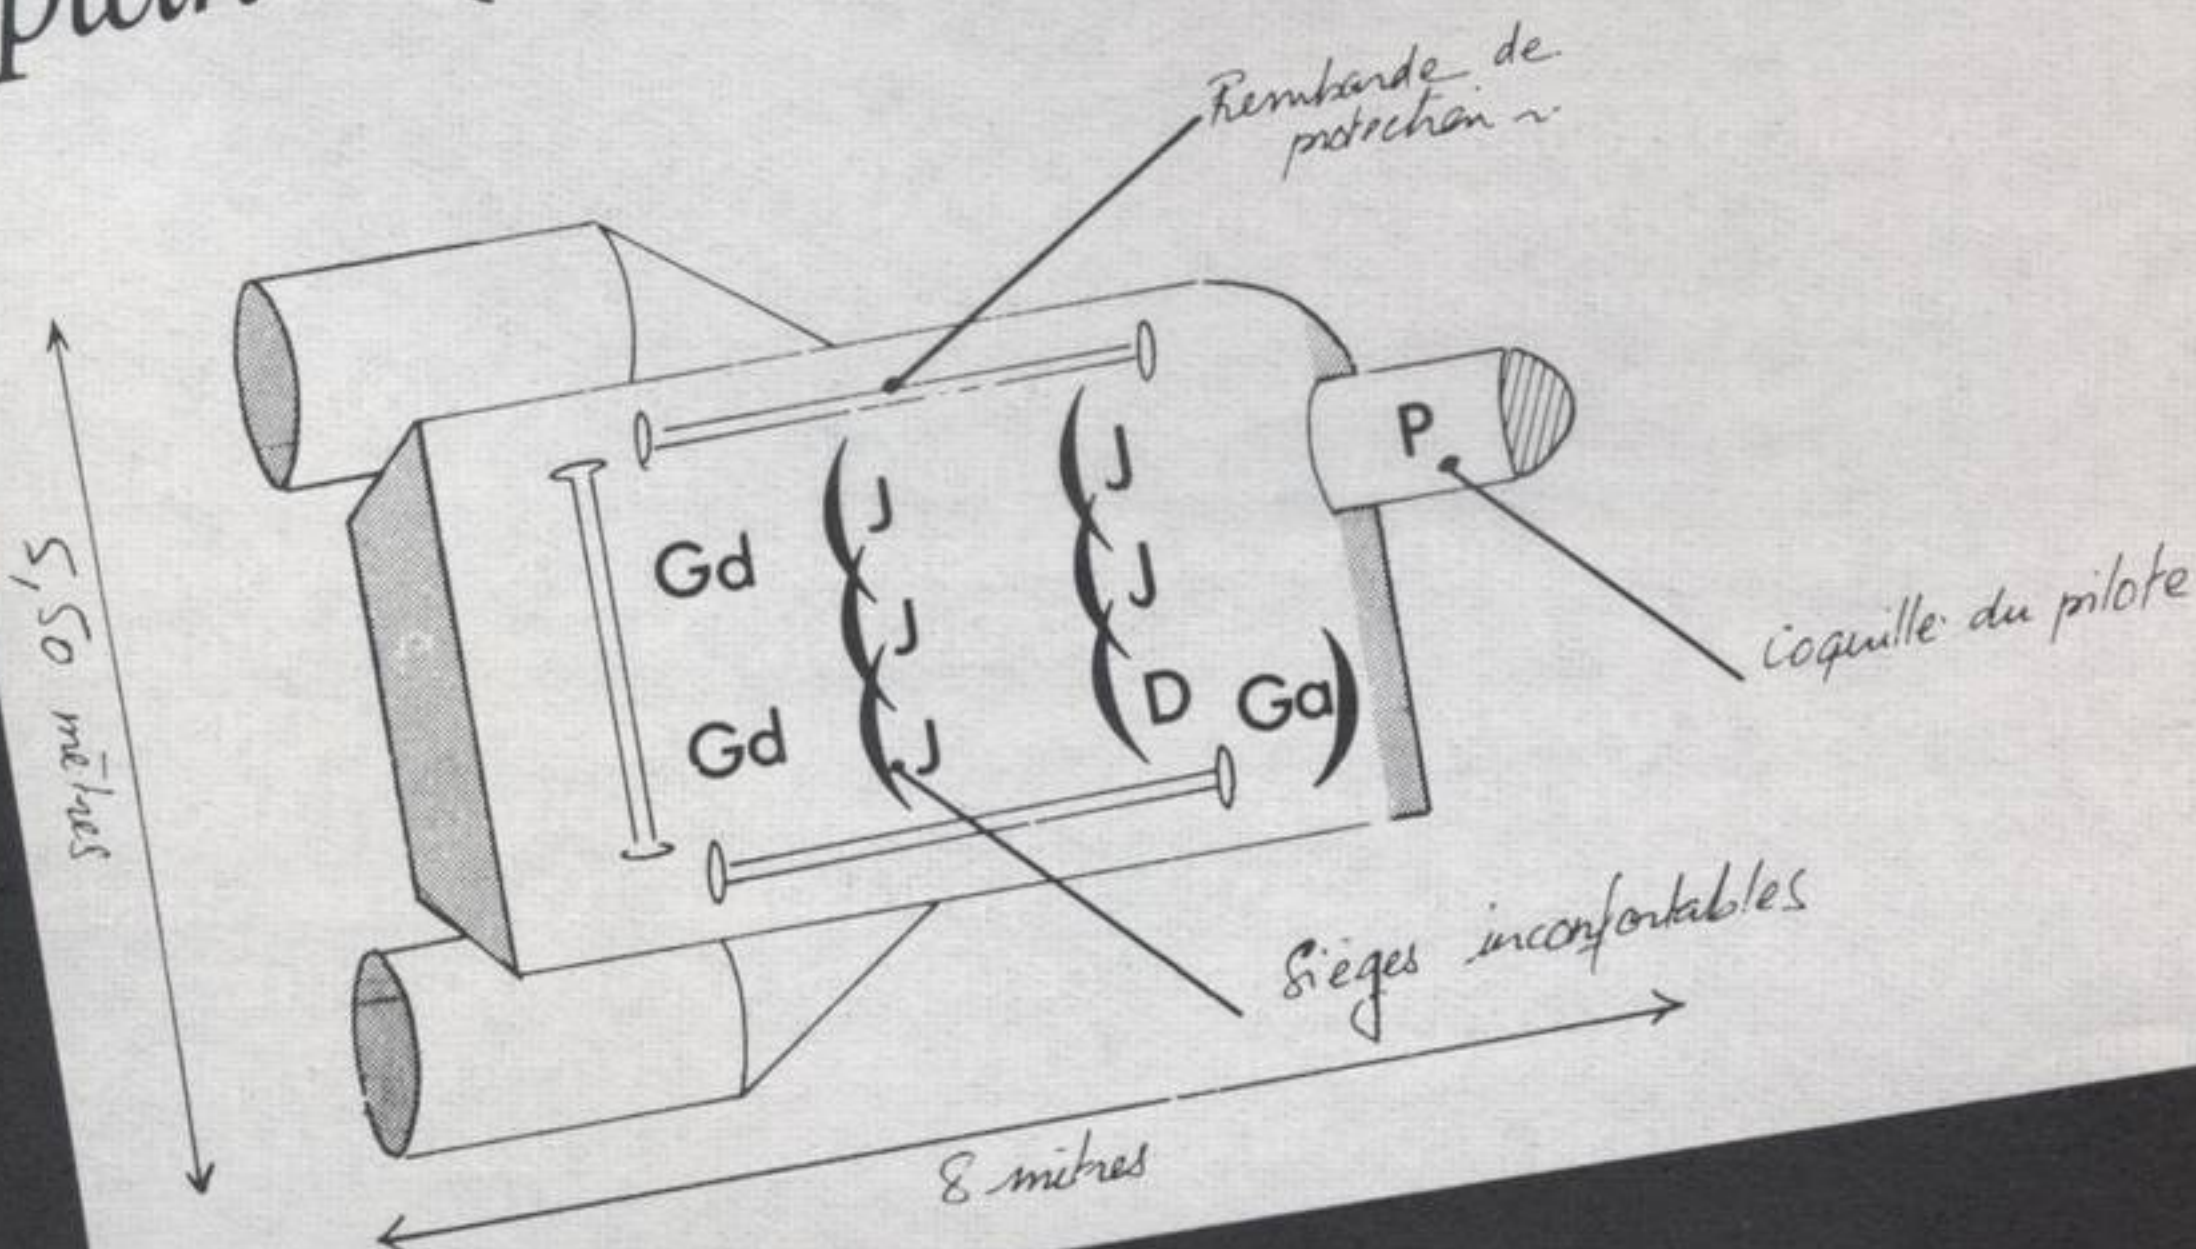 Rembarde de
protection
P
J
J
Gd
J
J
coquille du pilote
D Ga
Gd
J
5,50 mètres
Sièges inconfortables
8 mètres